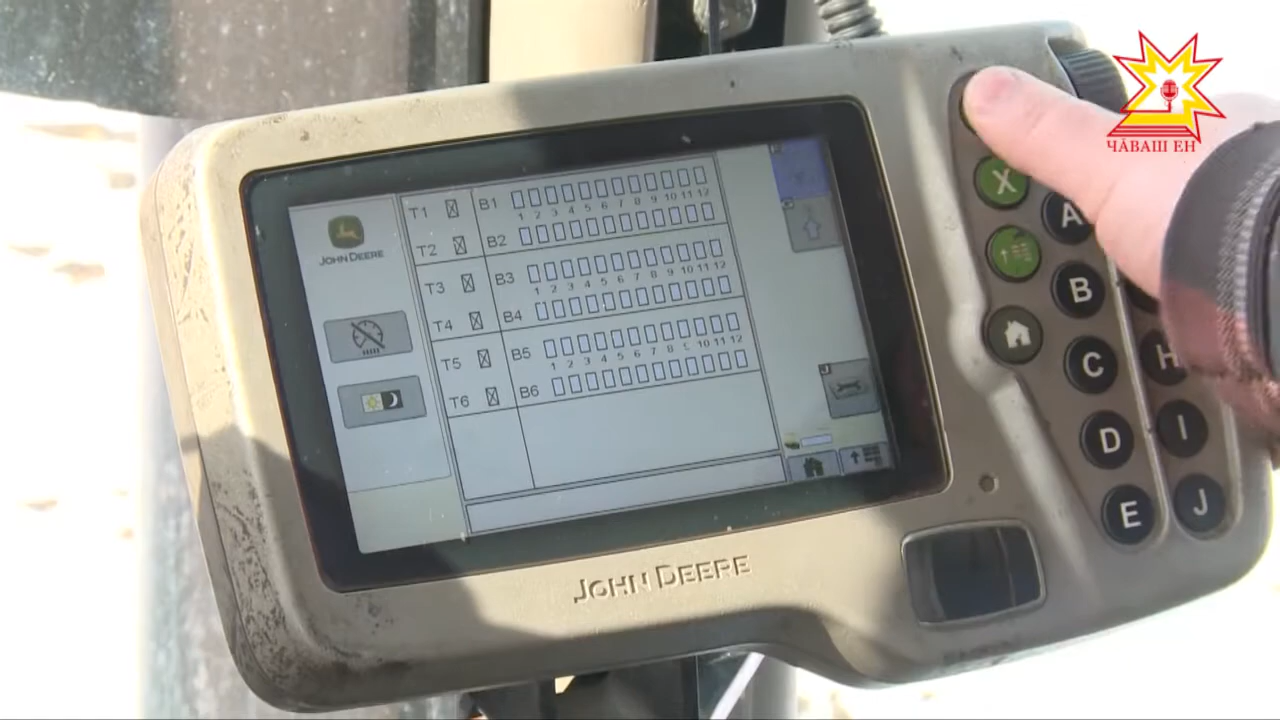 ЧӐВАШ ЕН
JOHN DEERE
T1 B1
1 2 3 4 5 6 7 8 9 10 11 12
T2 B2
T3 B3
1 2 3 4 5 6 7 8 9 10 11 12
T4 B4
T5 B5
1 2 3 4 5 6 7 8 9 10 11 12
T6 B6
X
A
B
C
D
E
H
I
J
JOHN DEERE